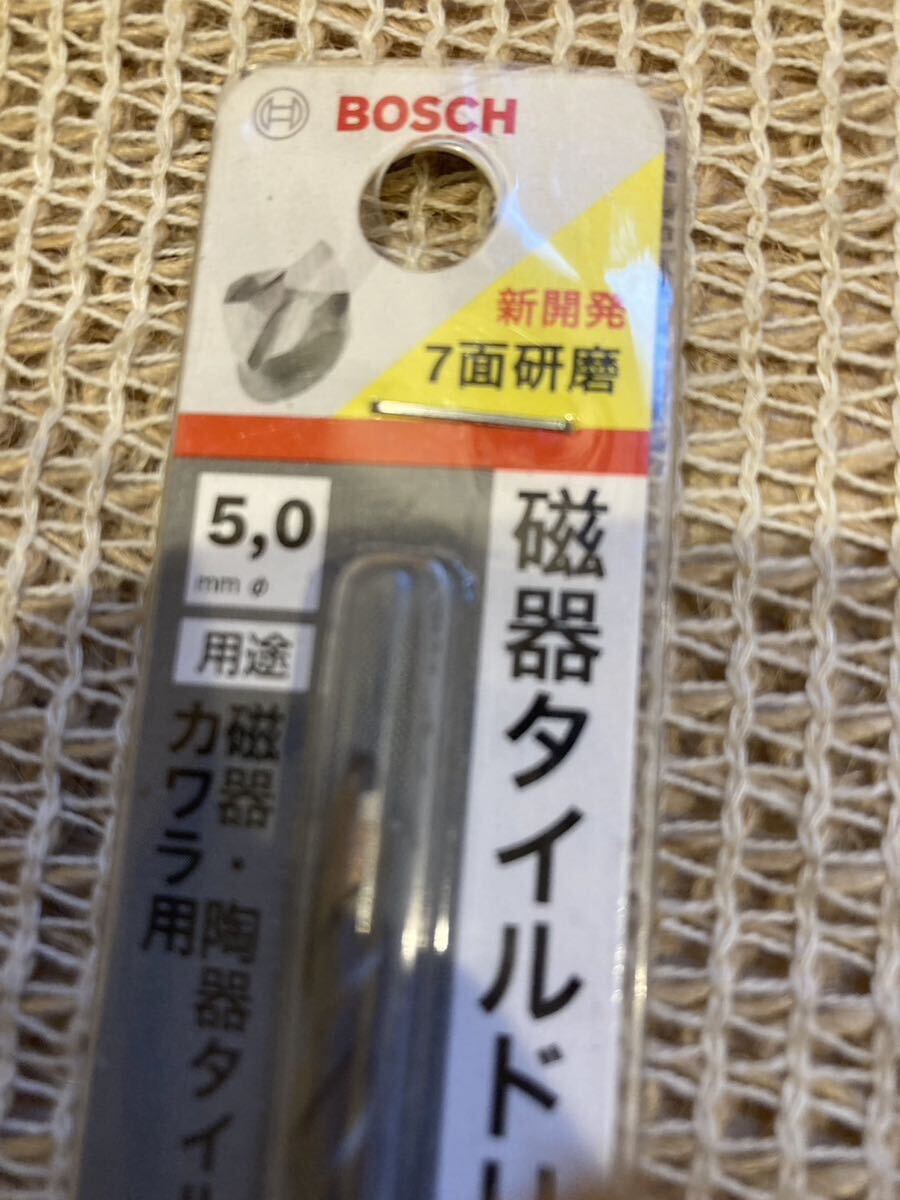 BOSCH
新開発
7面研磨
5,0
mm φ
用途
磁器・陶器タイル
カワラ用
磁器タイルド